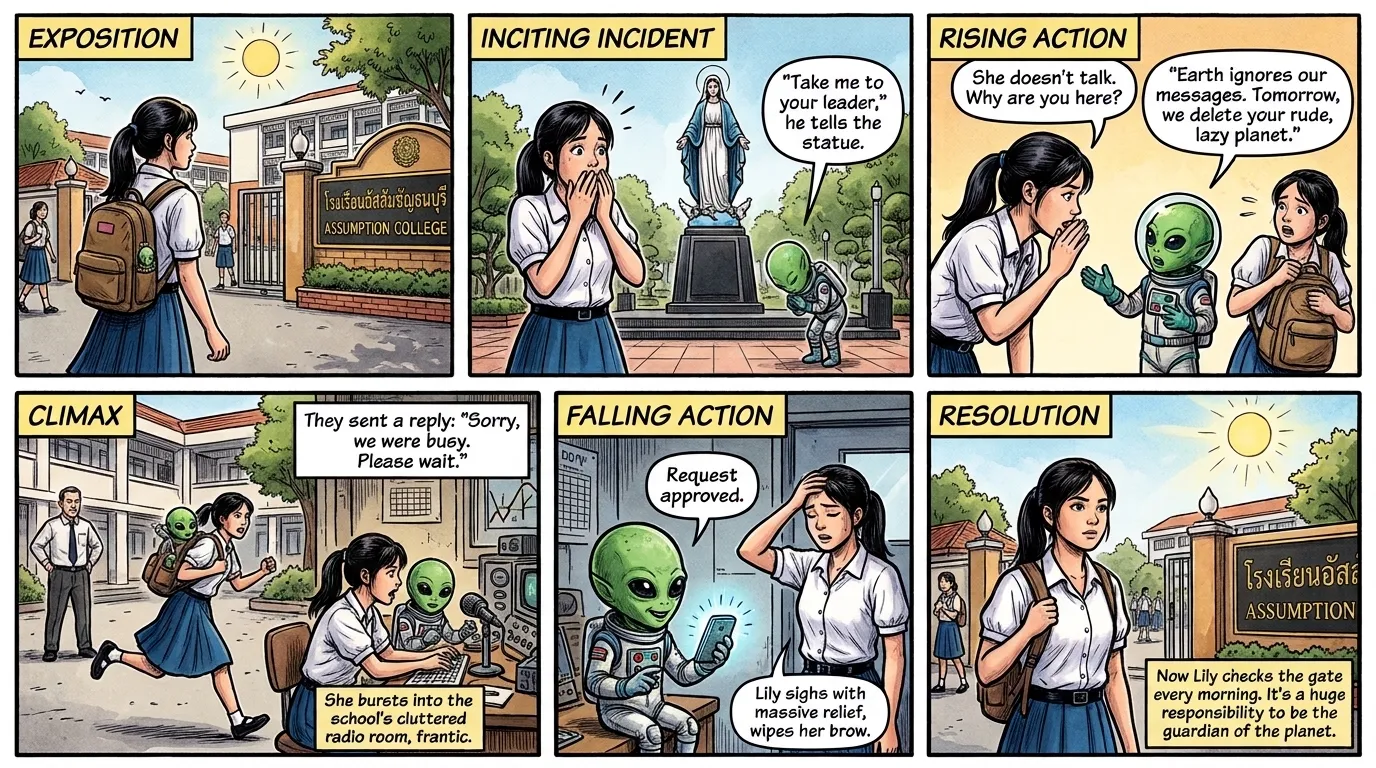 EXPOSITION
โรงเรียนอัสสัมชัญธนบุรี
ASSUMPTION COLLEGE
INCITING INCIDENT
"Take me to
your leader,"
he tells the
statue.
RISING ACTION
She doesn't talk.
Why are you here?
"Earth ignores our
messages. Tomorrow,
we delete your rude,
lazy planet."
CLIMAX
They sent a reply: "Sorry,
we were busy.
Please wait."
She bursts into the
school's cluttered
radio room, frantic.
FALLING ACTION
Request
approved.
Lily sighs with
massive relief,
wipes her brow.
RESOLUTION
โรงเรียนอัสสั
ASSUMPTION
Now Lily checks the gate
every morning. It's a huge
responsibility to be the
guardian of the planet.